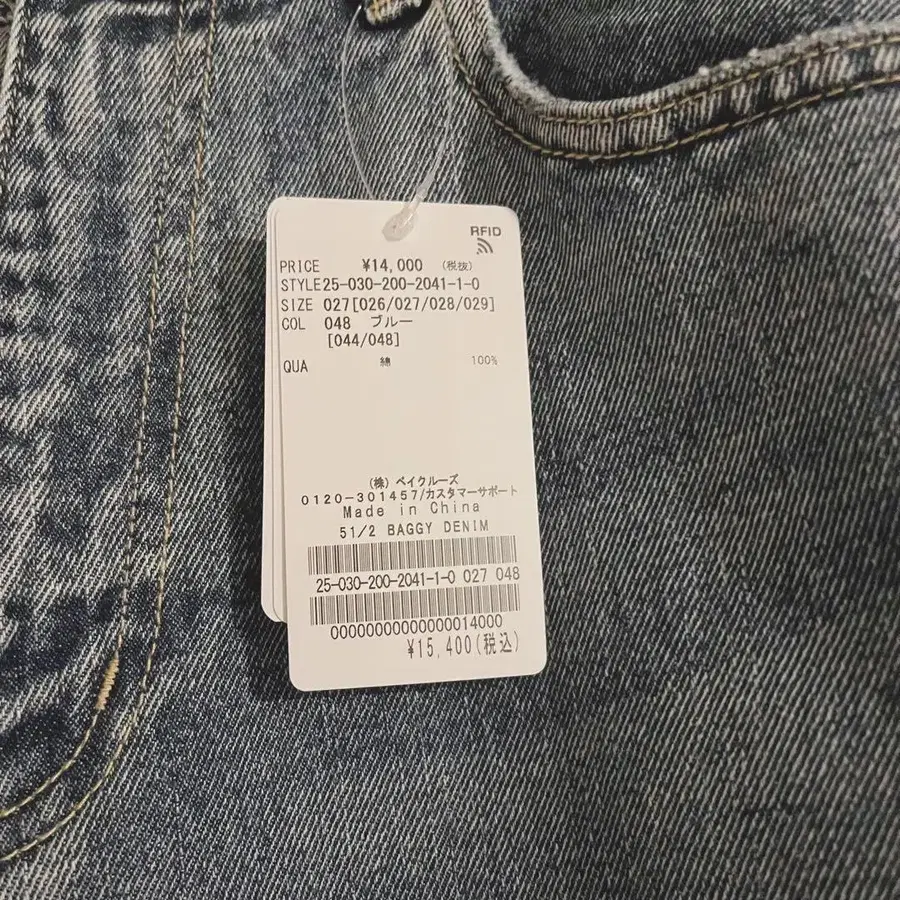 RFID
PRICE ¥14,000 (税抜)
STYLE25-030-200-2041-1-0
SIZE 027[026/027/028/029]
COL 048 ブルー
[044/048]
QUA 綿 100%
(株) ベイクルーズ
0120-301457/カスタマーサポート
Made in China
51/2 BAGGY DENIM
25-030-200-2041-1-0 027 048
00000000000000014000
¥15,400(税込)